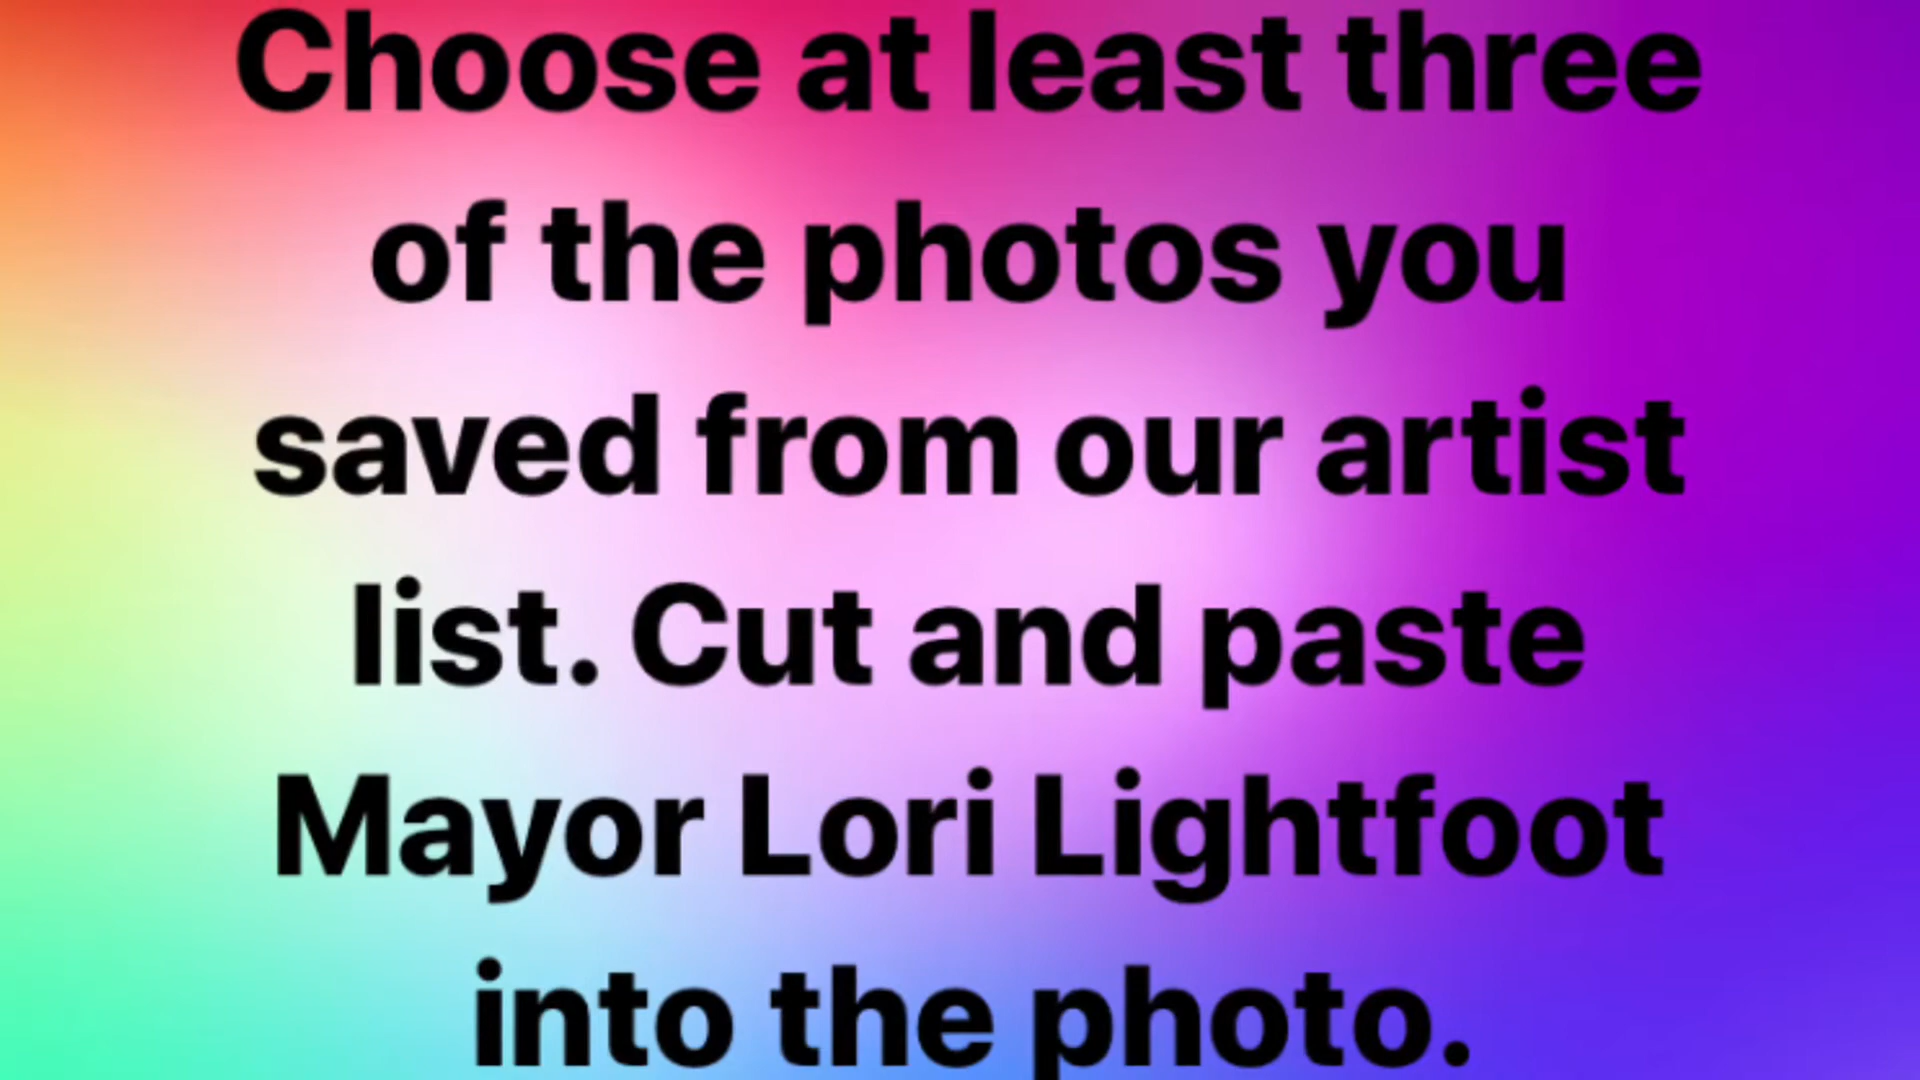 Choose at least three
of the photos you
saved from our artist
list. Cut and paste
Mayor Lori Lightfoot
into the photo.